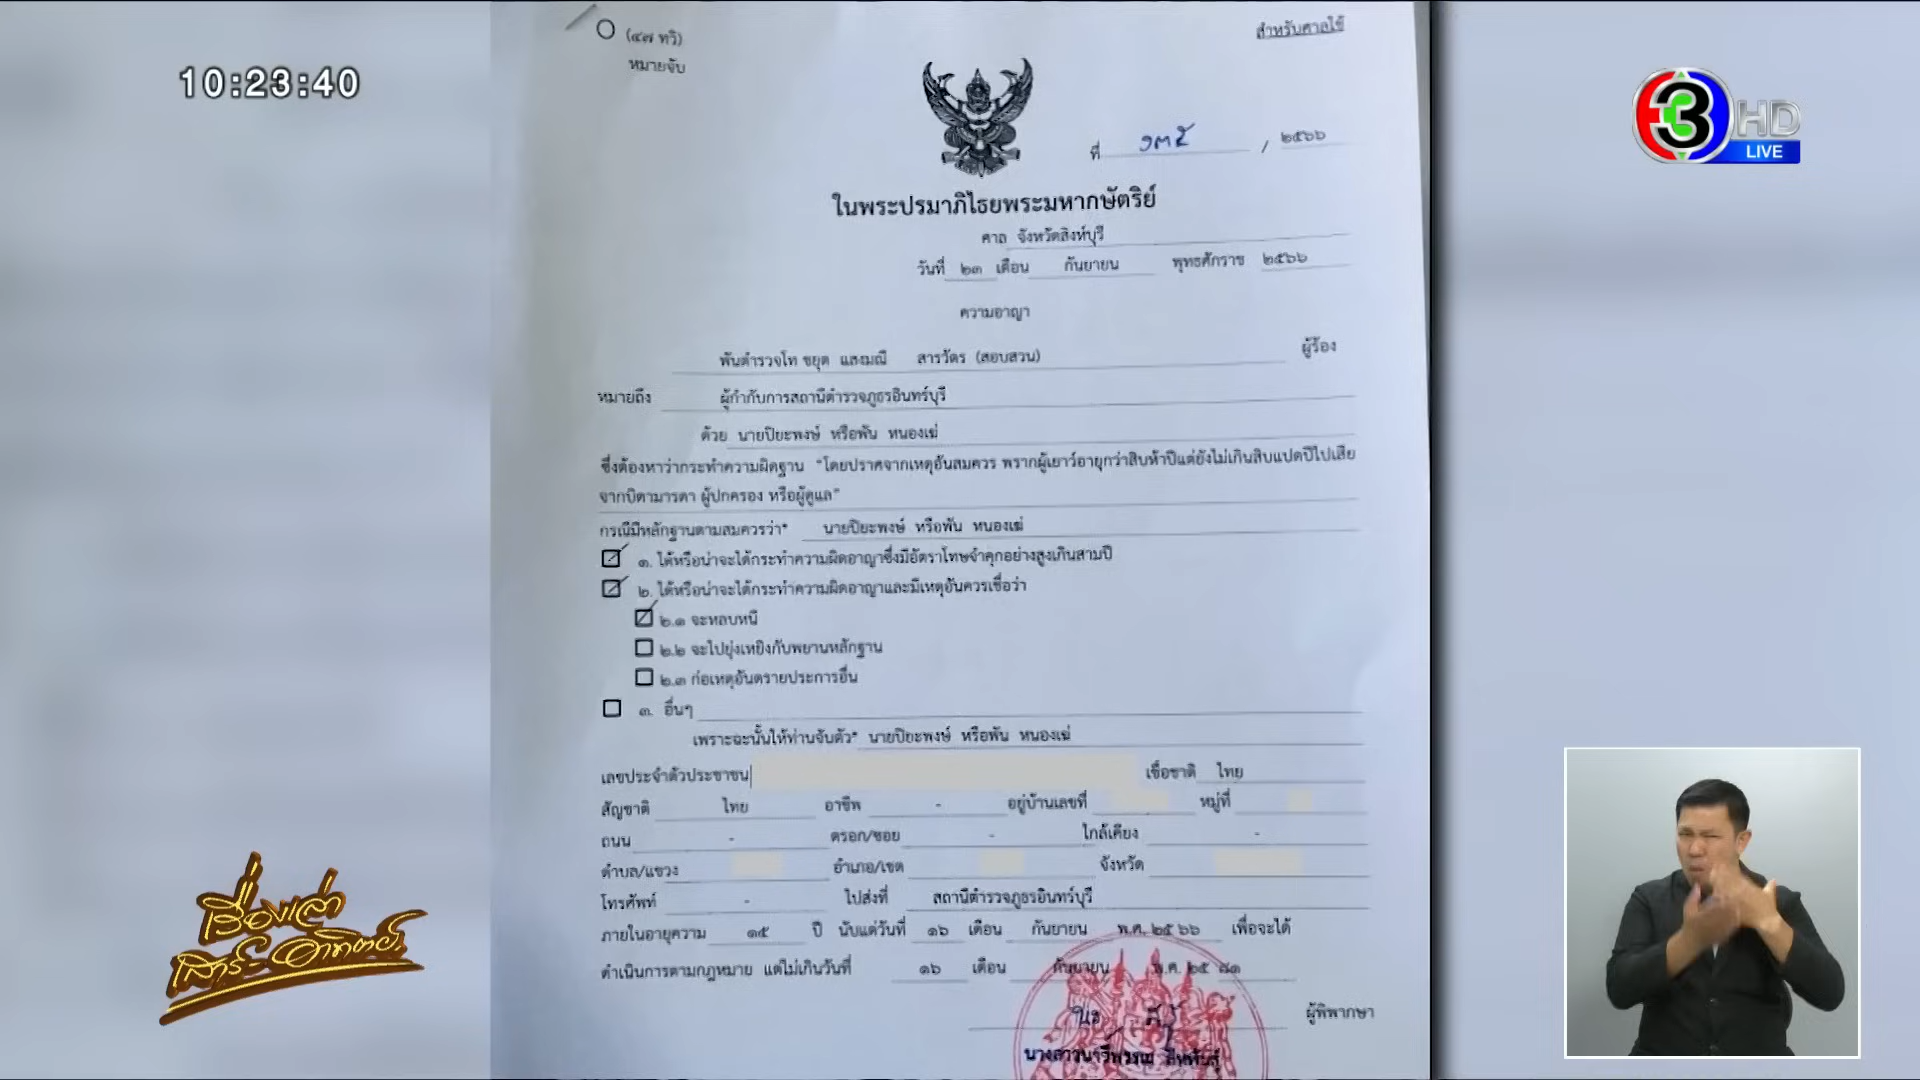 10:23:40
3 HD
LIVE
(๔๗ ทวิ)
หมายจับ
สำหรับศาลใช้
ที่ ๑๓๕ / ๒๕๖๖
ในพระปรมาภิไธยพระมหากษัตริย์
ศาล จังหวัดสิงห์บุรี
วันที่ ๒๓ เดือน กันยายน พุทธศักราช ๒๕๖๖
ความอาญา
พันตำรวจโท ชยุต แสงมณี สารวัตร (สอบสวน) ผู้ร้อง
หมายถึง ผู้กำกับการสถานีตำรวจภูธรอินทร์บุรี
ด้วย นายปิยะพงษ์ หรือพัน หนองเฆ่
ซึ่งต้องหาว่ากระทำความผิดฐาน "โดยปราศจากเหตุอันสมควร พรากผู้เยาว์อายุกว่าสิบห้าปีแต่ยังไม่เกินสิบแปดปีไปเสีย
จากบิดามารดา ผู้ปกครอง หรือผู้ดูแล"
กรณีมีหลักฐานตามสมควรว่า* นายปิยะพงษ์ หรือพัน หนองเฆ่
๑. ได้หรือน่าจะได้กระทำความผิดอาญาซึ่งมีอัตราโทษจำคุกอย่างสูงเกินสามปี
๒. ได้หรือน่าจะได้กระทำความผิดอาญาและมีเหตุอันควรเชื่อว่า
๒.๑ จะหลบหนี
๒.๒ จะไปยุ่งเหยิงกับพยานหลักฐาน
๒.๓ ก่อเหตุอันตรายประการอื่น
๓. อื่นๆ
เพราะฉะนั้นให้ท่านจับตัว* นายปิยะพงษ์ หรือพัน หนองเฆ่
เลขประจำตัวประชาชน เชื้อชาติ ไทย
สัญชาติ ไทย อาชีพ - อยู่บ้านเลขที่ หมู่ที่
ถนน - ตรอก/ซอย - ใกล้เคียง -
ตำบล/แขวง อำเภอ/เขต จังหวัด
โทรศัพท์ - ไปส่งที่ สถานีตำรวจภูธรอินทร์บุรี
ภายในอายุความ ๑๕ ปี นับแต่วันที่ ๑๖ เดือน กันยายน พ.ศ. ๒๕ ๖๖ เพื่อจะได้
ดำเนินการตามกฎหมาย แต่ไม่เกินวันที่ ๑๖ เดือน กันยายน พ.ศ. ๒๕ ๘๑
ผู้พิพากษา
เรื่องเล่า
เสาร์-อาทิตย์